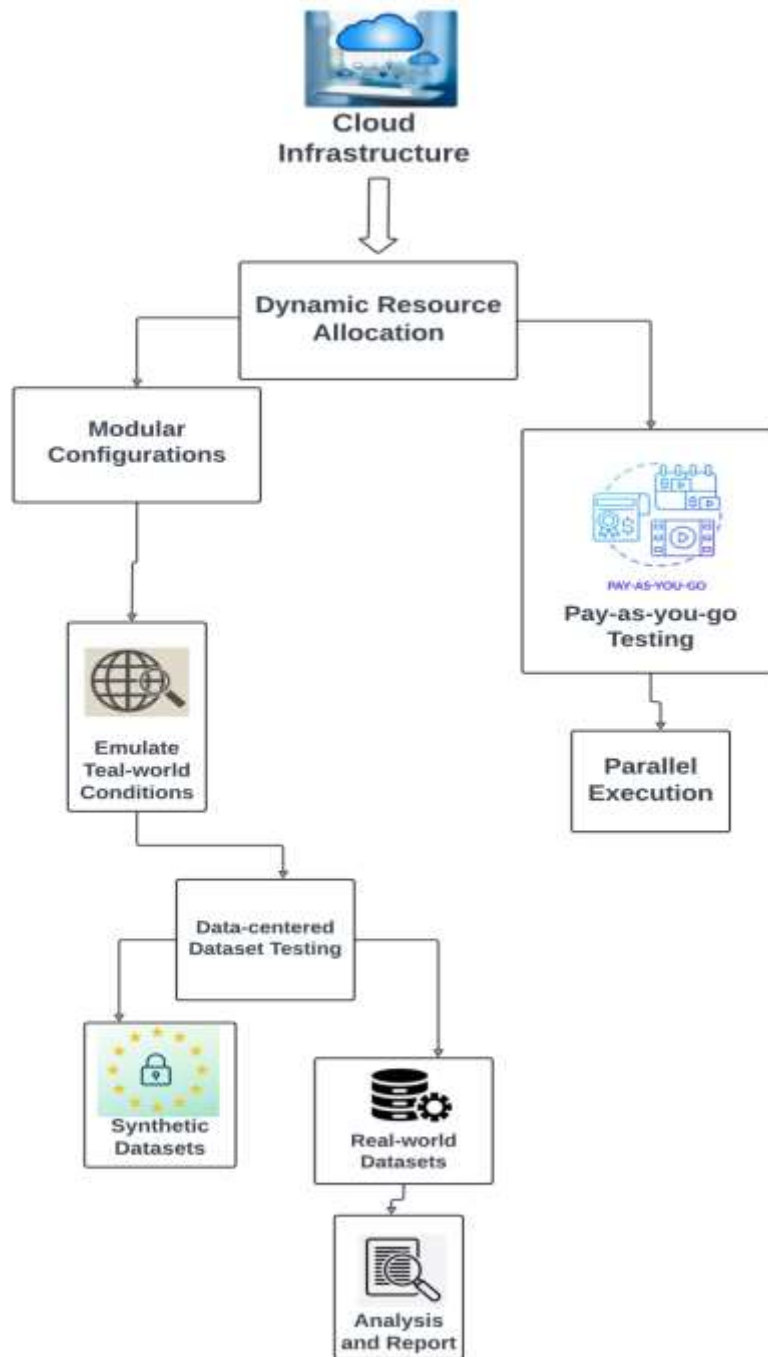 Cloud
Infrastructure
Dynamic Resource
Allocation
Modular
Configurations
PAY-AS-YOU-GO
Pay-as-you-go
Testing
Emulate
Teal-world
Conditions
Parallel
Execution
Data-centered
Dataset Testing
Synthetic
Datasets
Real-world
Datasets
Analysis
and Report